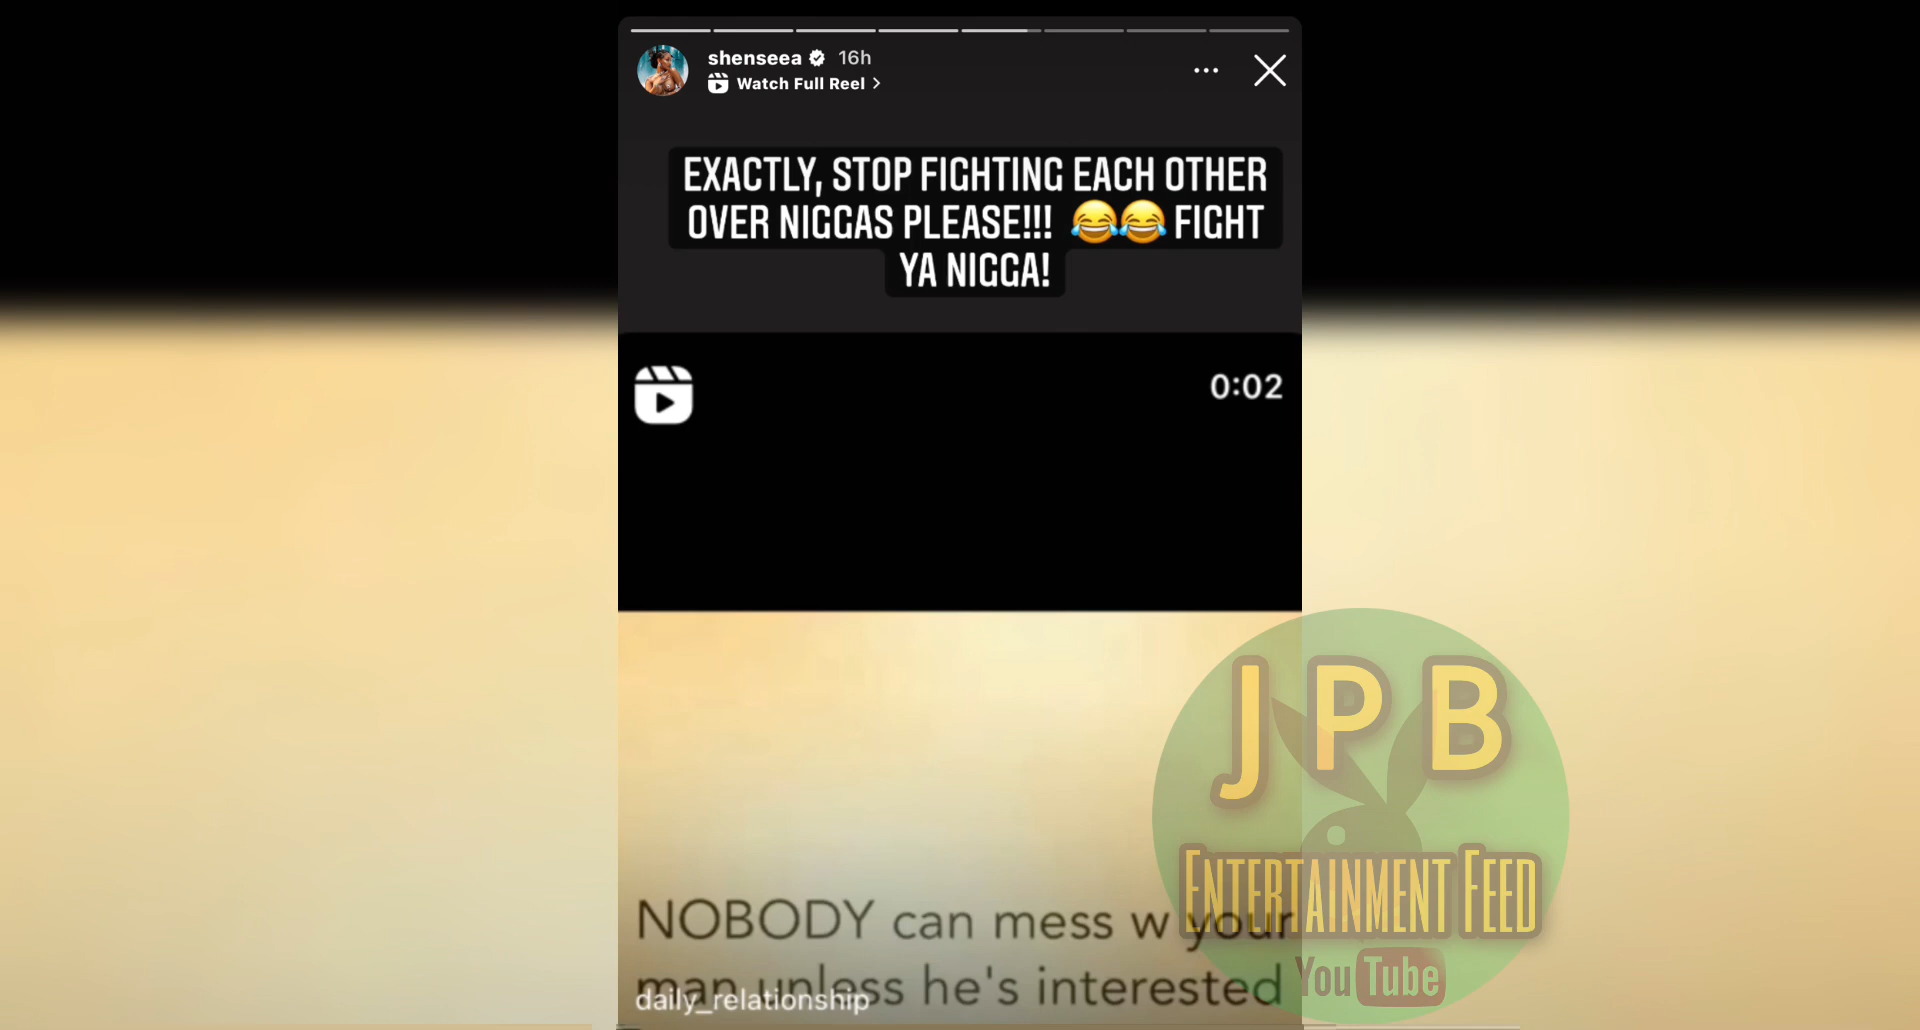 shenseea 16h
Watch Full Reel >
EXACTLY, STOP FIGHTING EACH OTHER
OVER NIGGAS PLEASE!!! 😂😂 FIGHT
YA NIGGA!
0:02
JPB
ENTERTAINMENT FEED
YouTube
NOBODY can mess w your
man unless he's interested
daily_relationship